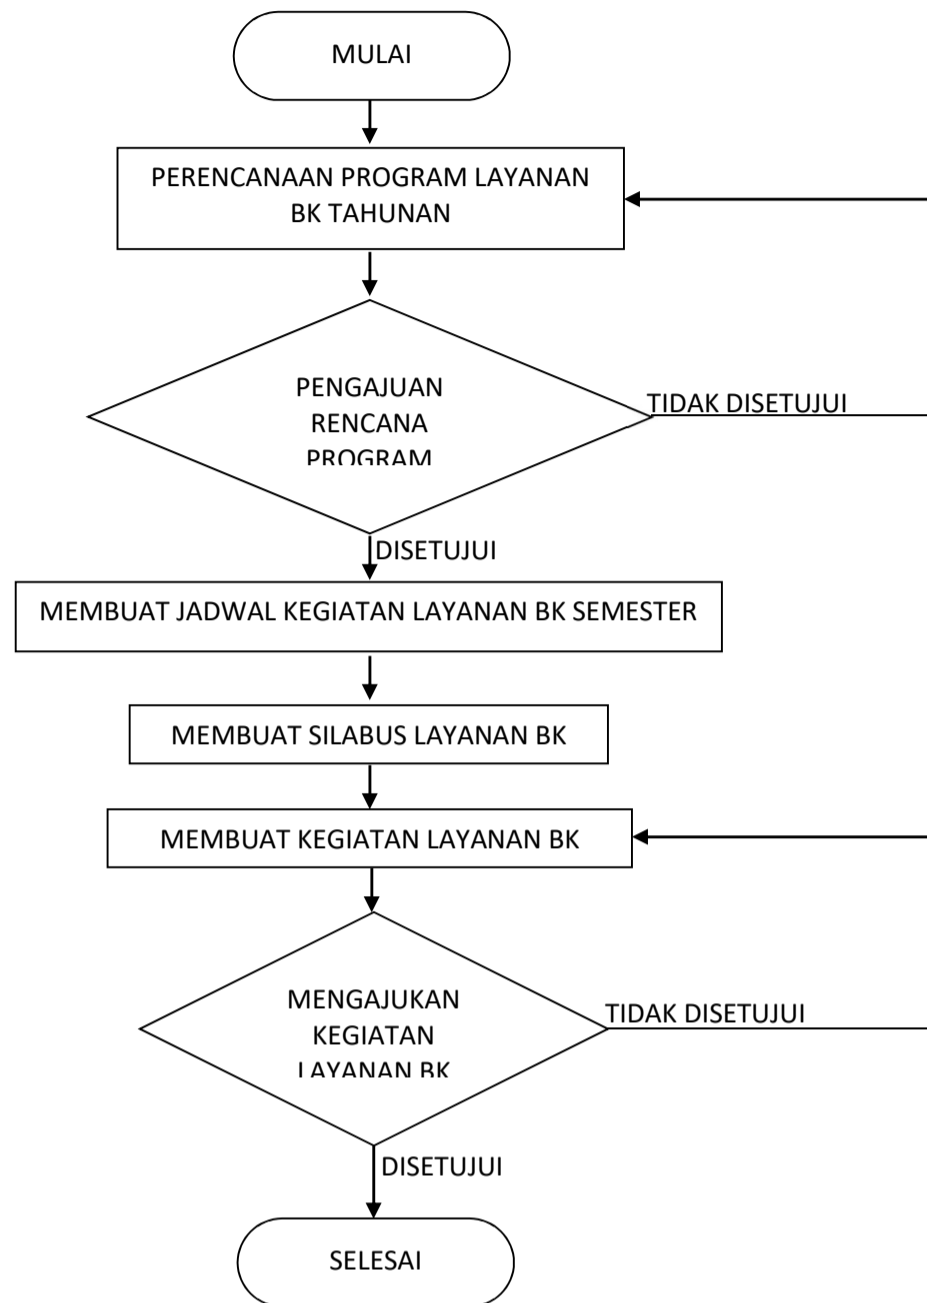 MULAI
PERENCANAAN PROGRAM LAYANAN
BK TAHUNAN
PENGAJUAN
RENCANA
PROGRAM
TIDAK DISETUJUI
DISETUJUI
MEMBUAT JADWAL KEGIATAN LAYANAN BK SEMESTER
MEMBUAT SILABUS LAYANAN BK
MEMBUAT KEGIATAN LAYANAN BK
MENGAJUKAN
KEGIATAN
LAYANAN BK
TIDAK DISETUJUI
DISETUJUI
SELESAI